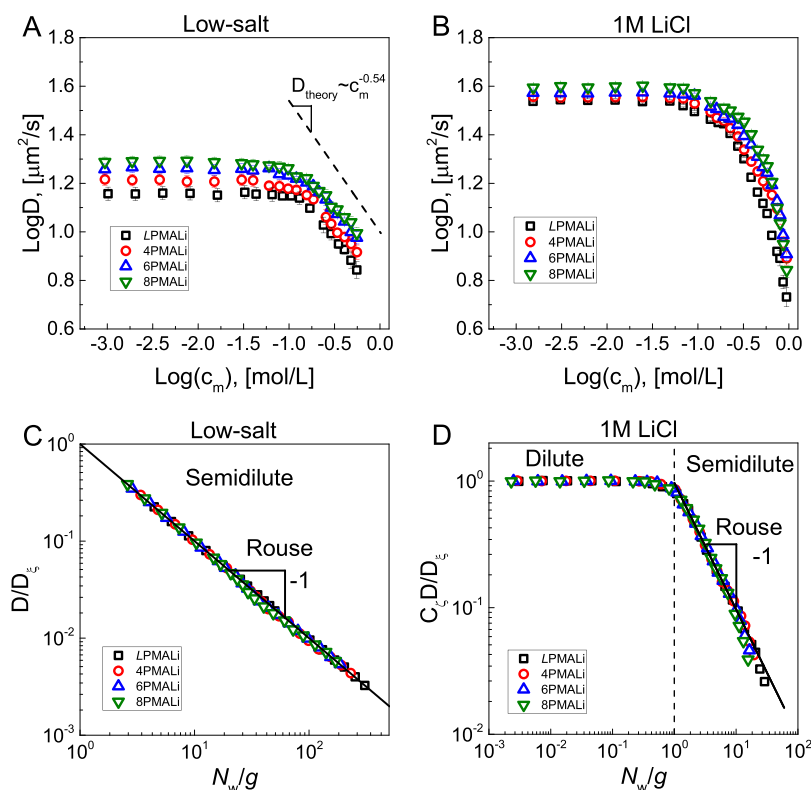 A
Low-salt
LogD, [μm²/s]
1.8
1.6
1.4
1.2
1.0
0.8
0.6
D_theory~c_m^-0.54
LPMALi
4PMALi
6PMALi
8PMALi
-3.0 -2.5 -2.0 -1.5 -1.0 -0.5 0.0
Log(c_m), [mol/L]
B
1M LiCl
LogD, [μm²/s]
1.8
1.6
1.4
1.2
1.0
0.8
0.6
LPMALi
4PMALi
6PMALi
8PMALi
-3.0 -2.5 -2.0 -1.5 -1.0 -0.5 0.0
Log(c_m), [mol/L]
C
Low-salt
D/D_ξ
10^0
10^-1
10^-2
10^-3
Semidilute
Rouse
-1
LPMALi
4PMALi
6PMALi
8PMALi
10^0 10^2
N_w/g
D
1M LiCl
C_ζD/D_ξ
10^0
10^-1
10^-2
Dilute
Semidilute
Rouse
-1
LPMALi
4PMALi
6PMALi
8PMALi
10^-3 10^-2 10^-1 10^0 10^1 10^2
N_w/g